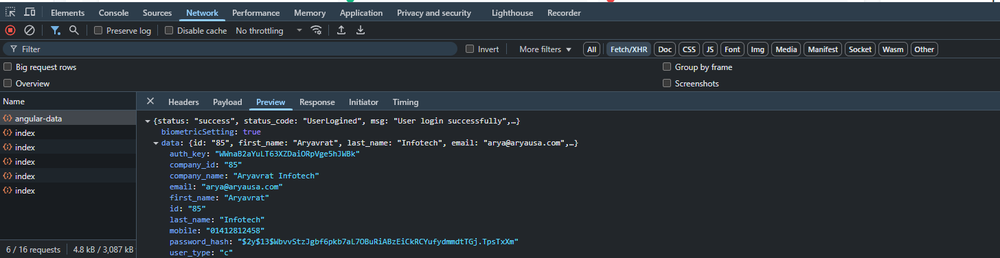 Elements Console Sources Network Performance Memory Application Privacy and security Lighthouse Recorder
Preserve log Disable cache No throttling
Filter Invert More filters All Fetch/XHR Doc CSS JS Font Img Media Manifest Socket Wasm Other
Big request rows Group by frame
Overview Screenshots
Name Headers Payload Preview Response Initiator Timing
angular-data
index
index
index
index
index
6 / 16 requests 4.8 kB / 3,087 kB
{status: "success", status_code: "UserLogined", msg: "User login successfully",…}
biometricSetting: true
data: {id: "85", first_name: "Aryavrat", last_name: "Infotech", email: "arya@aryausa.com",…}
auth_key: "WWnaB2aYuLT63XZDaiORpVge5hJWBk"
company_id: "85"
company_name: "Aryavrat Infotech"
email: "arya@aryausa.com"
first_name: "Aryavrat"
id: "85"
last_name: "Infotech"
mobile: "01412812458"
password_hash: "$2y$13$WbvvStzJgbf6pkb7aL7OBuRiABzEiCkRCYufydmmdtTGj.TpsTxXm"
user_type: "c"